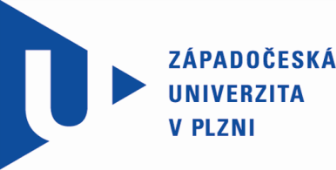 U
ZÁPADOČESKÁ
UNIVERZITA
V PLZNI